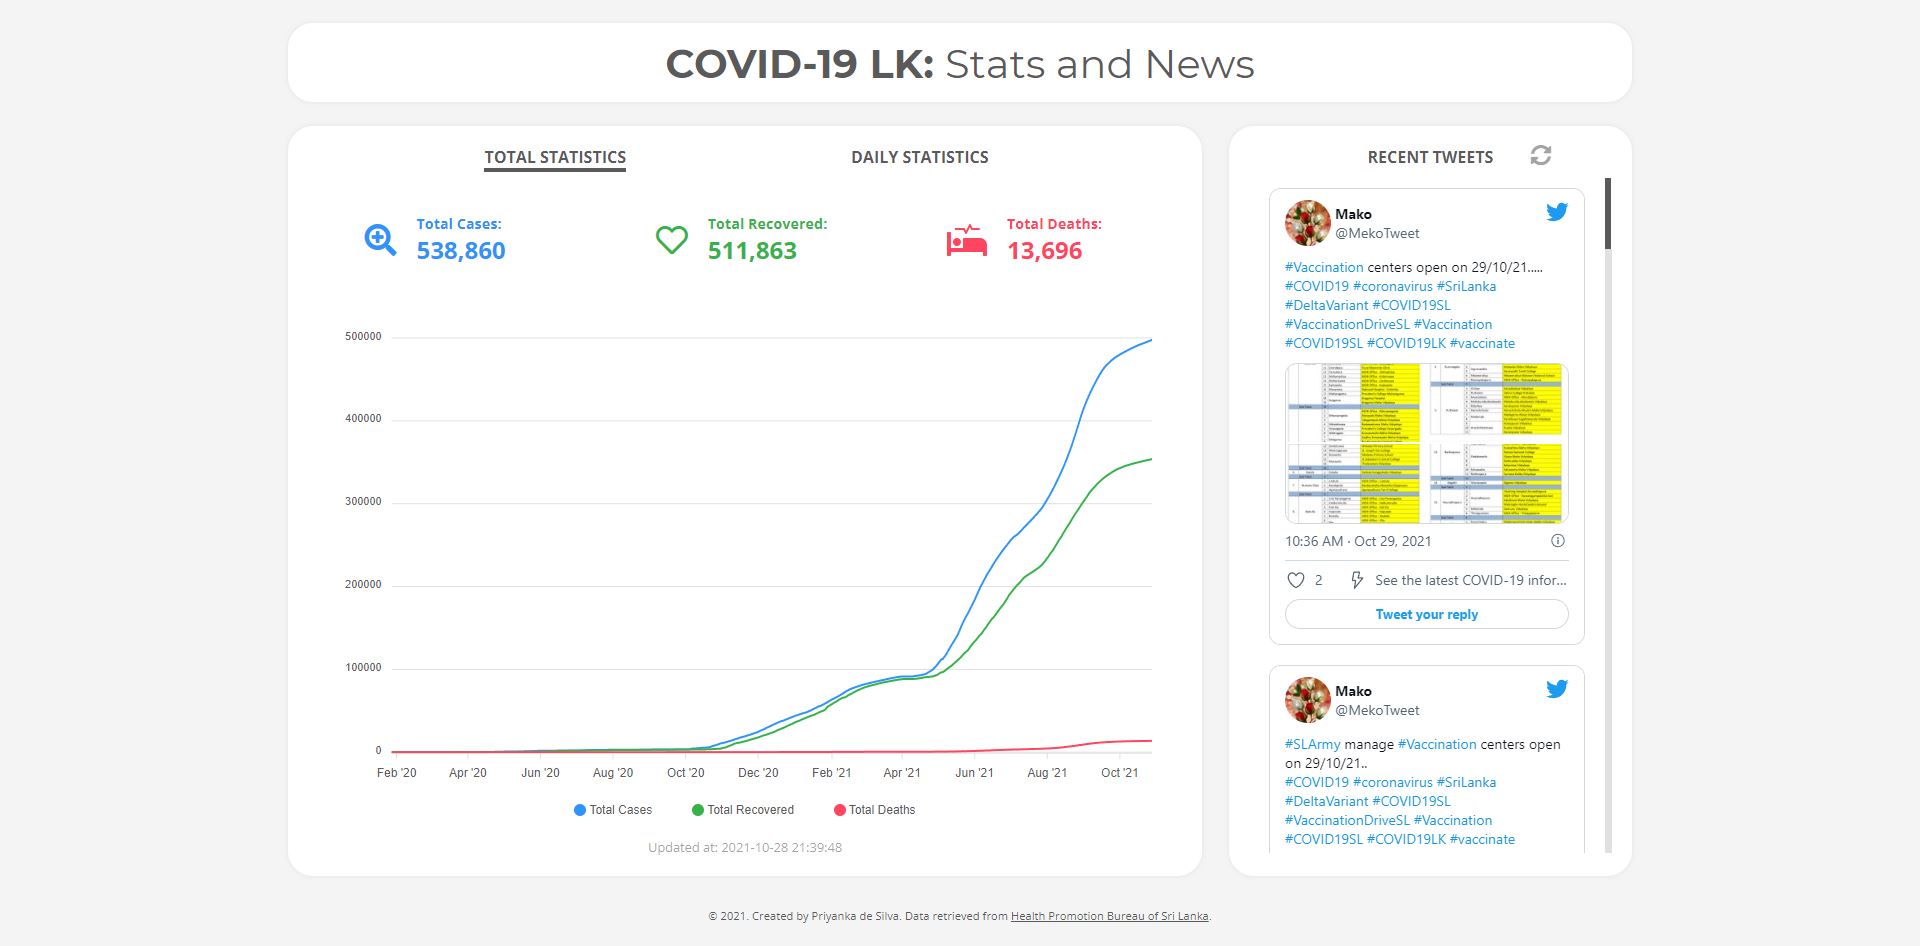 COVID-19 LK: Stats and News
TOTAL STATISTICS
DAILY STATISTICS
Total Cases:
538,860
Total Recovered:
511,863
Total Deaths:
13,696
500000
400000
300000
200000
100000
0
Feb '20 Apr '20 Jun '20 Aug '20 Oct '20 Dec '20 Feb '21 Apr '21 Jun '21 Aug '21 Oct '21
Total Cases Total Recovered Total Deaths
Updated at: 2021-10-28 21:39:48
RECENT TWEETS
Mako
@MekoTweet
#Vaccination centers open on 29/10/21.....
#COVID19 #coronavirus #SriLanka
#DeltaVariant #COVID19SL
#VaccinationDriveSL #Vaccination
#COVID19SL #COVID19LK #vaccinate
10:36 AM · Oct 29, 2021
2 See the latest COVID-19 infor...
Tweet your reply
Mako
@MekoTweet
#SLArmy manage #Vaccination centers open
on 29/10/21..
#COVID19 #coronavirus #SriLanka
#DeltaVariant #COVID19SL
#VaccinationDriveSL #Vaccination
#COVID19SL #COVID19LK #vaccinate
© 2021. Created by Priyanka de Silva. Data retrieved from Health Promotion Bureau of Sri Lanka.